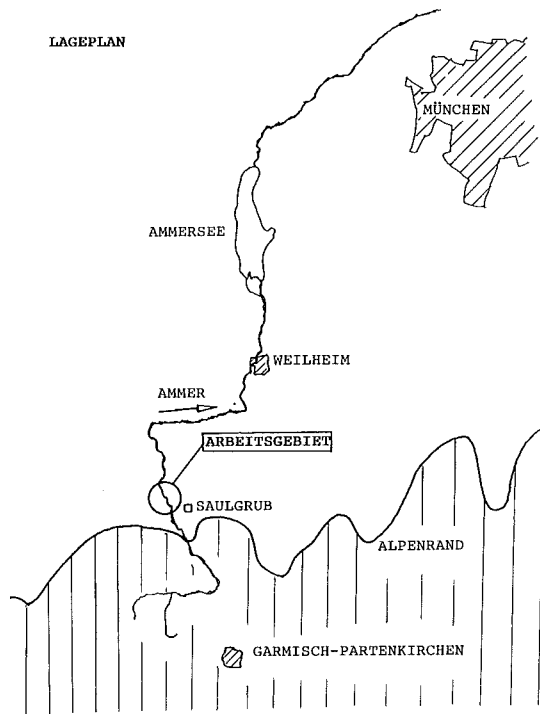 LAGEPLAN
MÜNCHEN
AMMERSEE
WEILHEIM
AMMER
ARBEITSGEBIET
SAULGRUB
ALPENRAND
GARMISCH-PARTENKIRCHEN